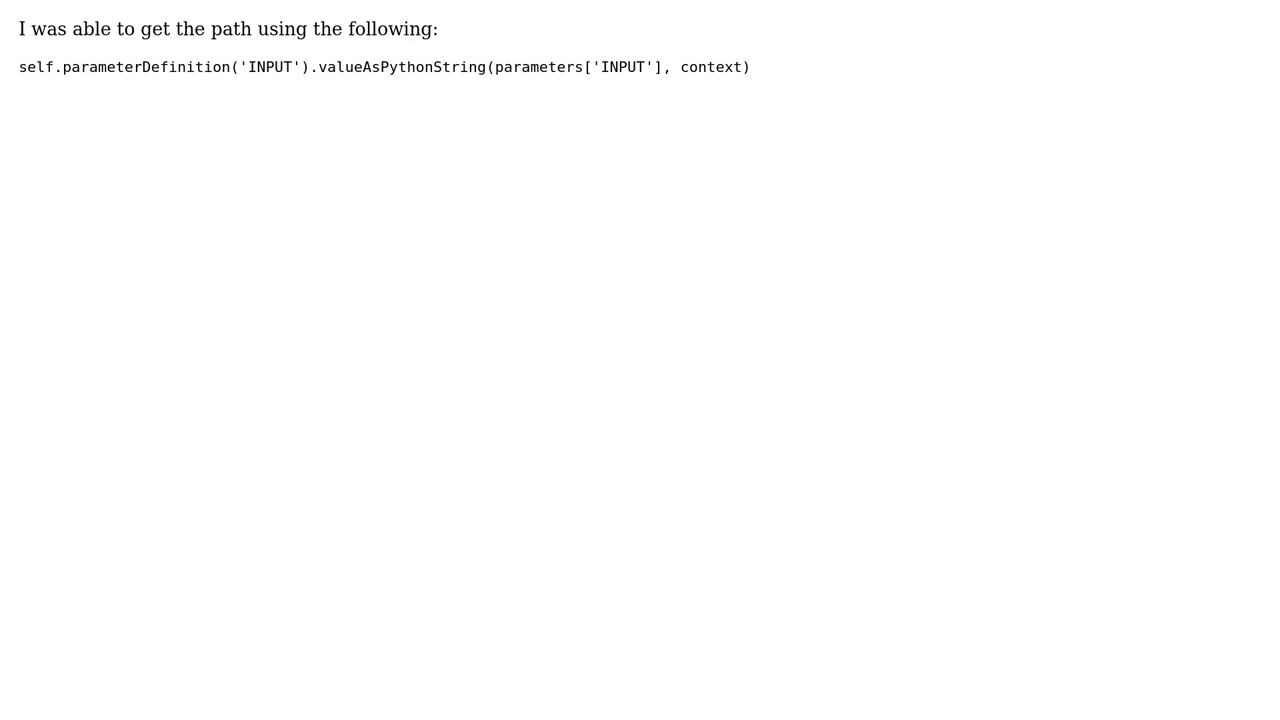 I was able to get the path using the following:
self.parameterDefinition('INPUT').valueAsPythonString(parameters['INPUT'], context)